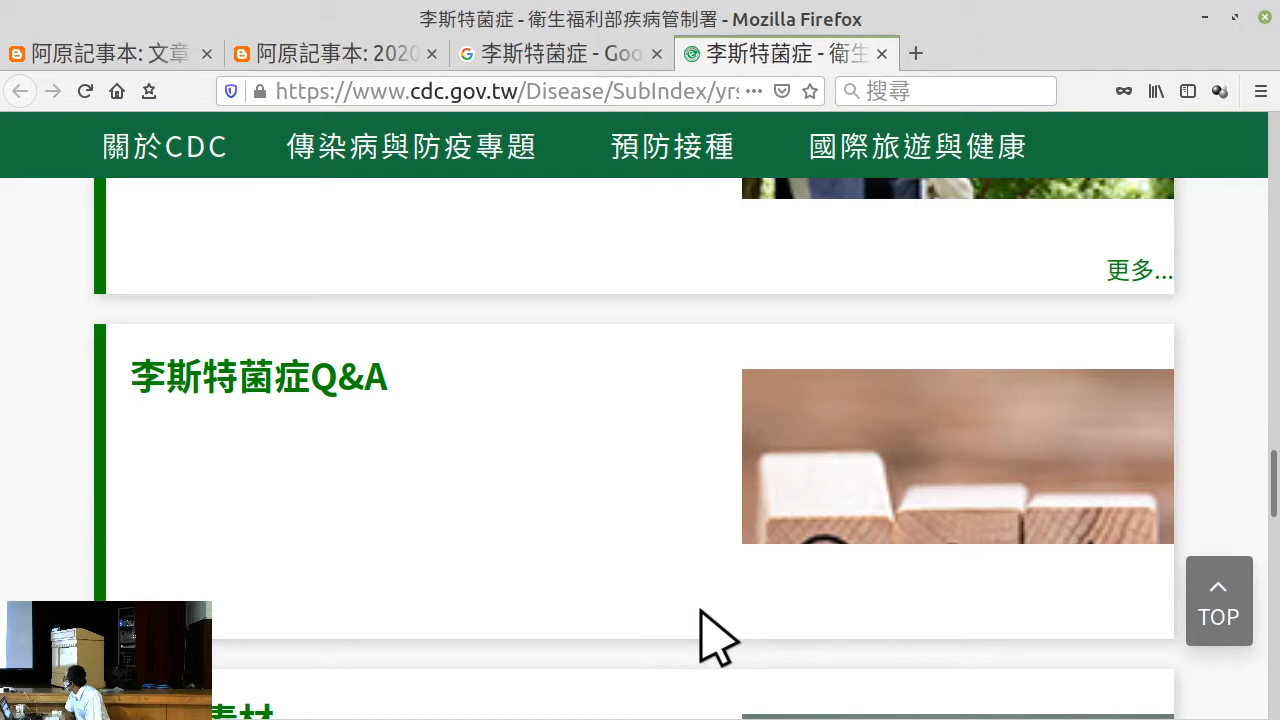 李斯特菌症 - 衛生福利部疾病管制署 - Mozilla Firefox
阿原記事本: 文章
阿原記事本: 2020
李斯特菌症 - Goo
李斯特菌症 - 衛生
https://www.cdc.gov.tw/Disease/SubIndex/yrs
搜尋
關於CDC
傳染病與防疫專題
預防接種
國際旅遊與健康
更多...
李斯特菌症Q&A
TOP
素材